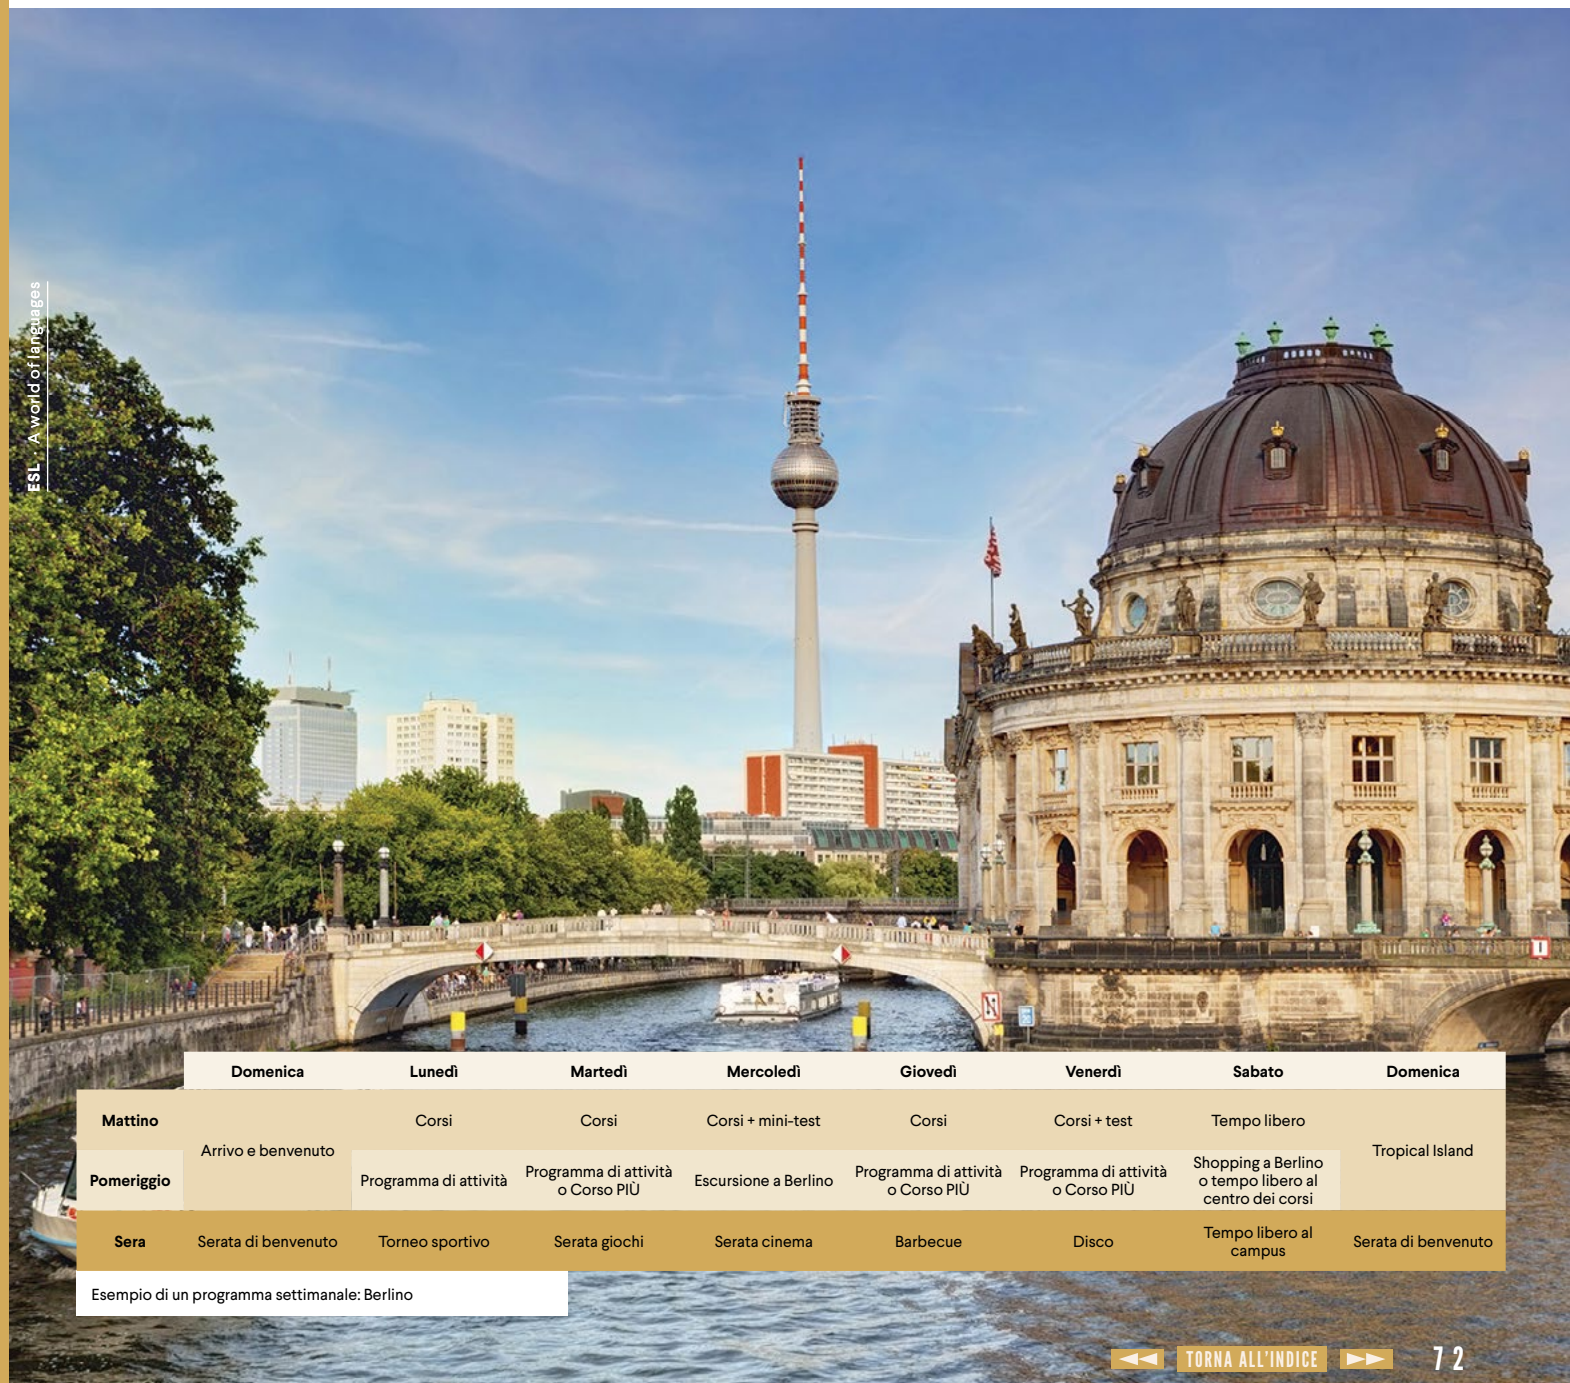 ESL : A world of languages
Domenica Lunedì Martedì Mercoledì Giovedì Venerdì Sabato Domenica
Mattino Arrivo e benvenuto Corsi Corsi Corsi + mini-test Corsi Corsi + test Tempo libero Tropical Island
Pomeriggio Programma di attività Programma di attività Escursione a Berlino Programma di attività Programma di attività Shopping a Berlino
o Corso PIÙ o Corso PIÙ o Corso PIÙ o tempo libero al
centro dei corsi
Sera Serata di benvenuto Torneo sportivo Serata giochi Serata cinema Barbecue Disco Tempo libero al Serata di benvenuto
campus
Esempio di un programma settimanale: Berlino
TORNA ALL'INDICE 72